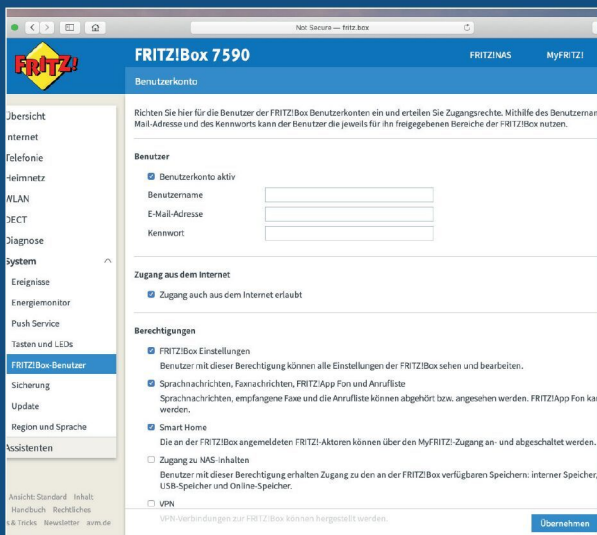 Not Secure — fritz.box
FRITZ!
FRITZ!Box 7590
FRITZ!NAS
MyFRITZ!
Benutzerkonto
Übersicht
nternet
Telefonie
Heimnetz
WLAN
DECT
Diagnose
System
Ereignisse
Energiemonitor
Push Service
Tasten und LEDs
FRITZ!Box-Benutzer
Sicherung
Update
Region und Sprache
Assistenten
Ansicht: Standard Inhalt
Handbuch Rechtliches
s & Tricks Newsletter avm.de
Richten Sie hier für die Benutzer der FRITZ!Box Benutzerkonten ein und erteilen Sie Zugangsrechte. Mithilfe des Benutzernam
Mail-Adresse und des Kennworts kann der Benutzer die jeweils für ihn freigegebenen Bereiche der FRITZ!Box nutzen.
Benutzer
Benutzerkonto aktiv
Benutzername
E-Mail-Adresse
Kennwort
Zugang aus dem Internet
Zugang auch aus dem Internet erlaubt
Berechtigungen
FRITZ!Box Einstellungen
Benutzer mit dieser Berechtigung können alle Einstellungen der FRITZ!Box sehen und bearbeiten.
Sprachnachrichten, Faxnachrichten, FRITZ!App Fon und Anrufliste
Sprachnachrichten, empfangene Faxe und die Anrufliste können abgehört bzw. angesehen werden. FRITZ!App Fon kan
werden.
Smart Home
Die an der FRITZ!Box angemeldeten FRITZ!-Aktoren können über den MyFRITZ!-Zugang an- und abgeschaltet werden.
Zugang zu NAS-Inhalten
Benutzer mit dieser Berechtigung erhalten Zugang zu den an der FRITZ!Box verfügbaren Speichern: interner Speicher,
USB-Speicher und Online-Speicher.
VPN
VPN-Verbindungen zur FRITZ!Box können hergestellt werden.
Übernehmen